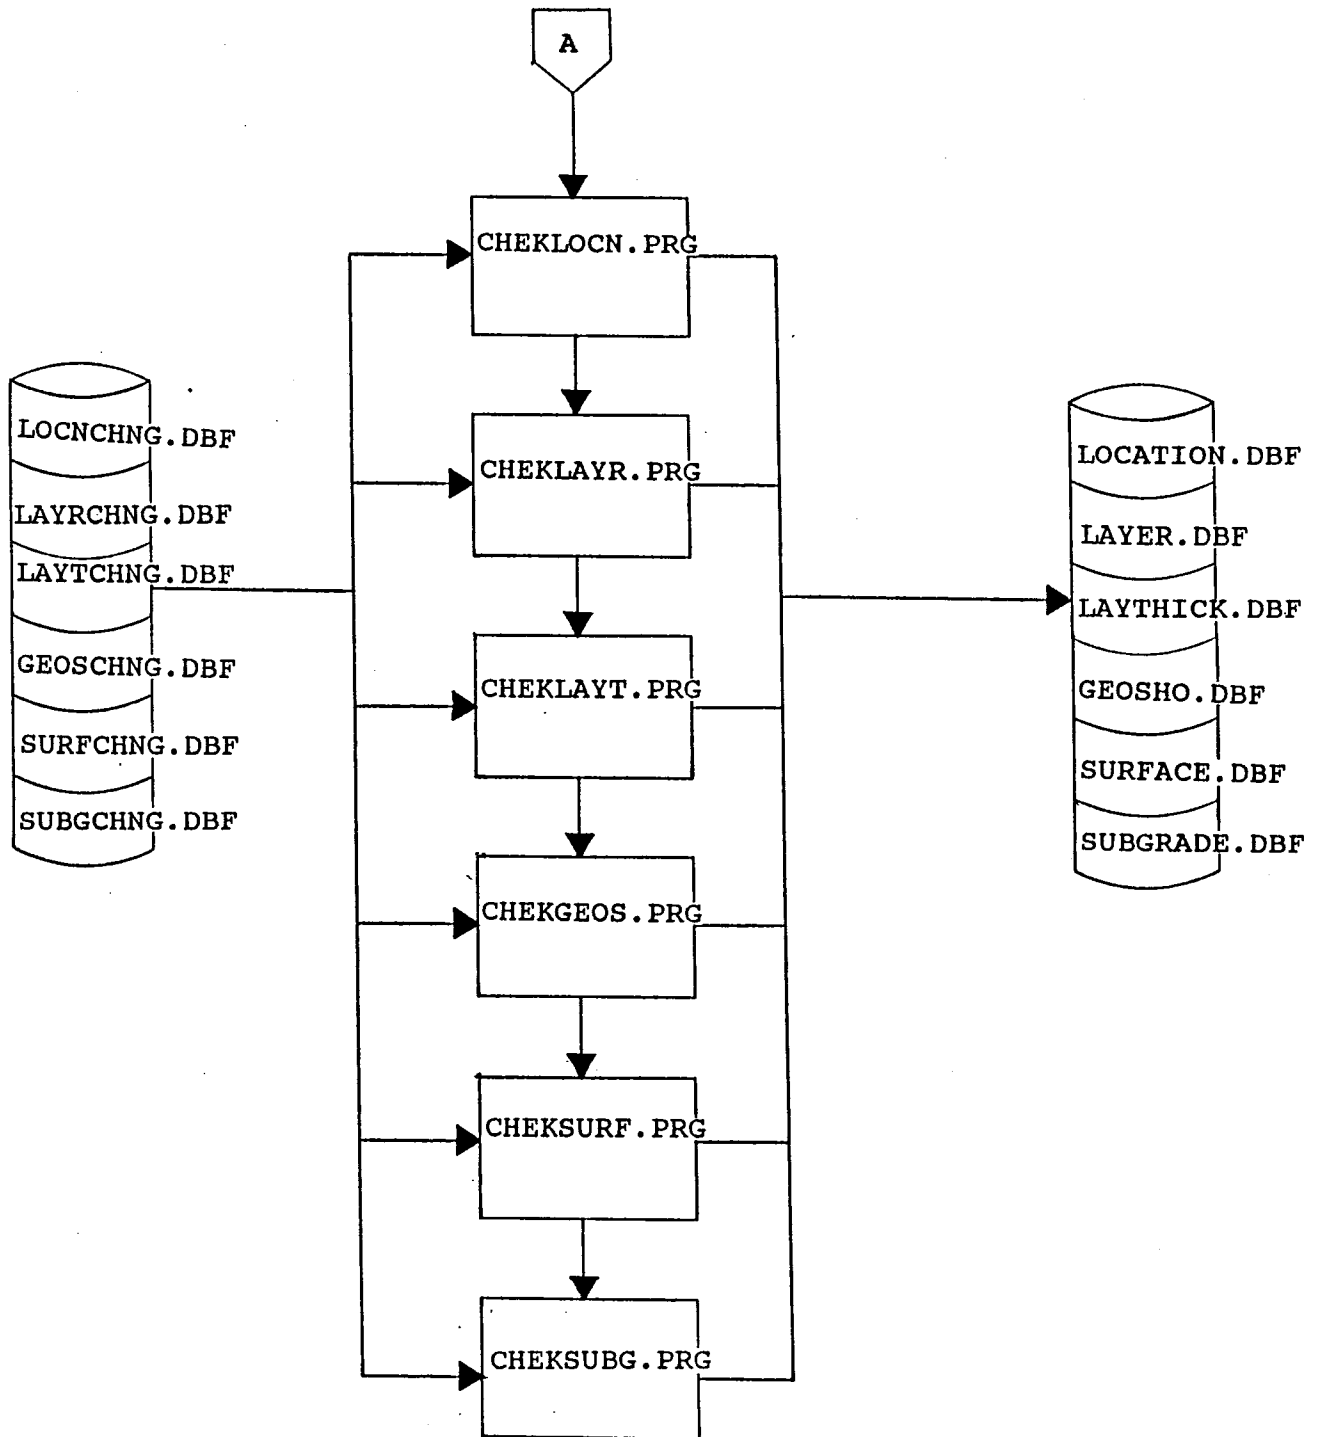 A
CHEKLOCN.PRG
CHEKLAYR.PRG
CHEKLAYT.PRG
CHEKGEOS.PRG
CHEKSURF.PRG
CHEKSUBG.PRG
LOCNCHNG.DBF
LAYRCHNG.DBF
LAYTCHNG.DBF
GEOSCHNG.DBF
SURFCHNG.DBF
SUBGCHNG.DBF
LOCATION.DBF
LAYER.DBF
LAYTHICK.DBF
GEOSHO.DBF
SURFACE.DBF
SUBGRADE.DBF